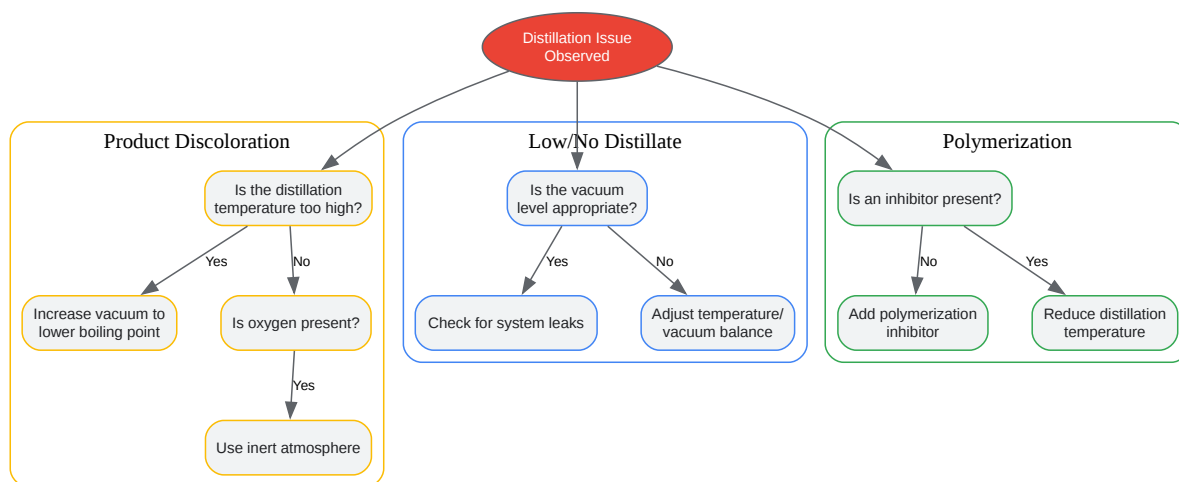 Distillation Issue
Observed
Product Discoloration
Low/No Distillate
Polymerization
Is the distillation
temperature too high?
Is the vacuum
level appropriate?
Is an inhibitor present?
Yes
No
Yes
No
No
Yes
Increase vacuum to
lower boiling point
Is oxygen present?
Check for system leaks
Adjust temperature/
vacuum balance
Add polymerization
inhibitor
Reduce distillation
temperature
Yes
Use inert atmosphere